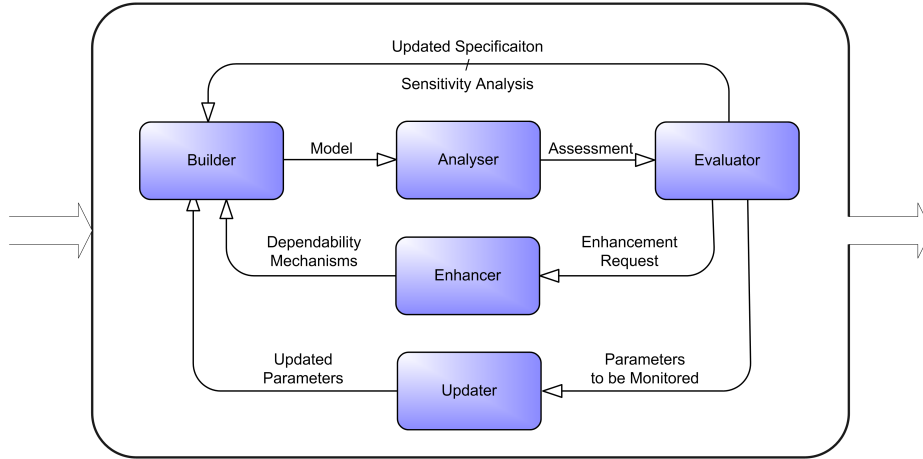 Updated Specificaiton
Sensitivity Analysis
Builder
Model
Analyser
Assessment
Evaluator
Dependability
Mechanisms
Enhancer
Enhancement
Request
Updated
Parameters
Updater
Parameters
to be Monitored